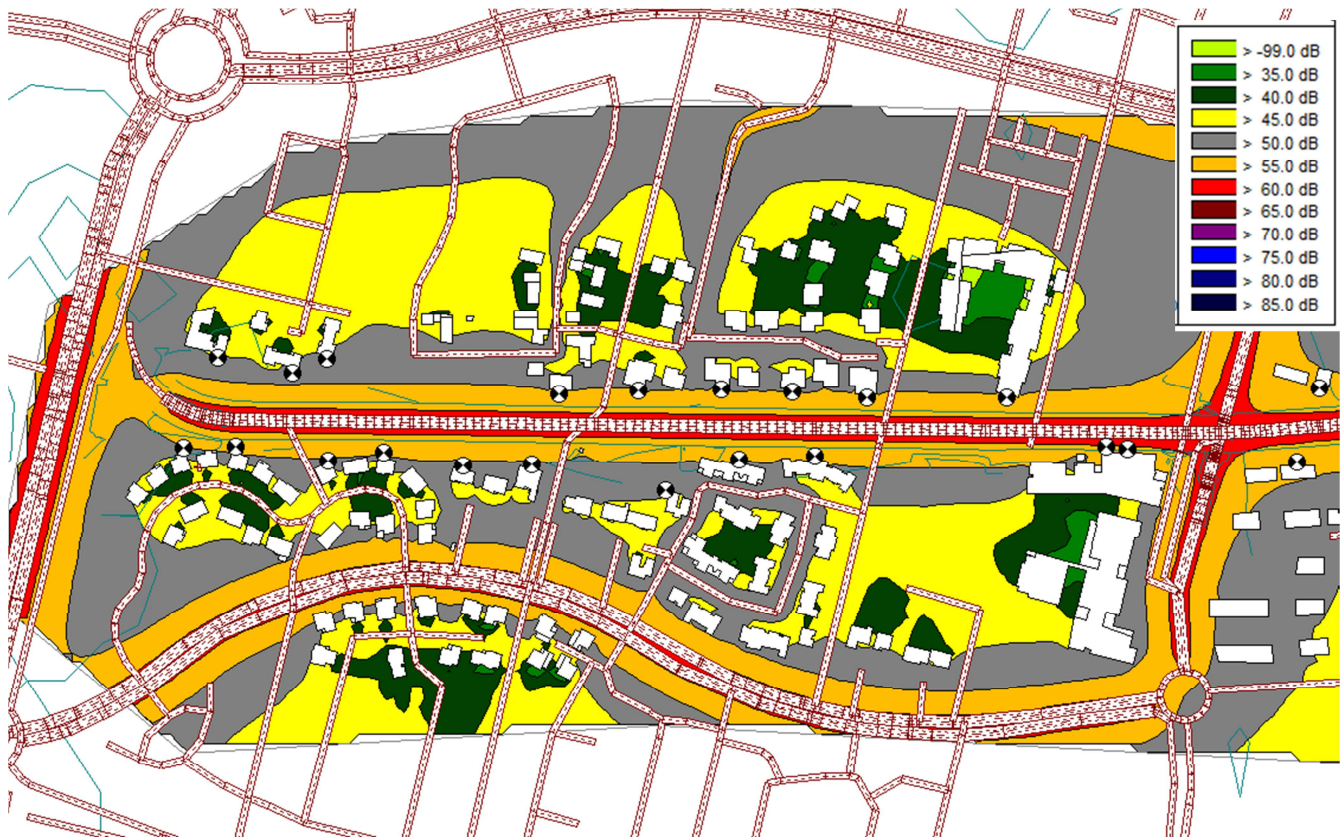 > -99.0 dB
> 35.0 dB
> 40.0 dB
> 45.0 dB
> 50.0 dB
> 55.0 dB
> 60.0 dB
> 65.0 dB
> 70.0 dB
> 75.0 dB
> 80.0 dB
> 85.0 dB